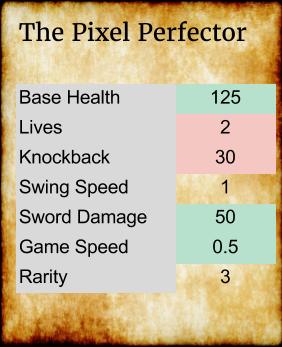 The Pixel Perfector
Base Health 125
Lives 2
Knockback 30
Swing Speed 1
Sword Damage 50
Game Speed 0.5
Rarity 3